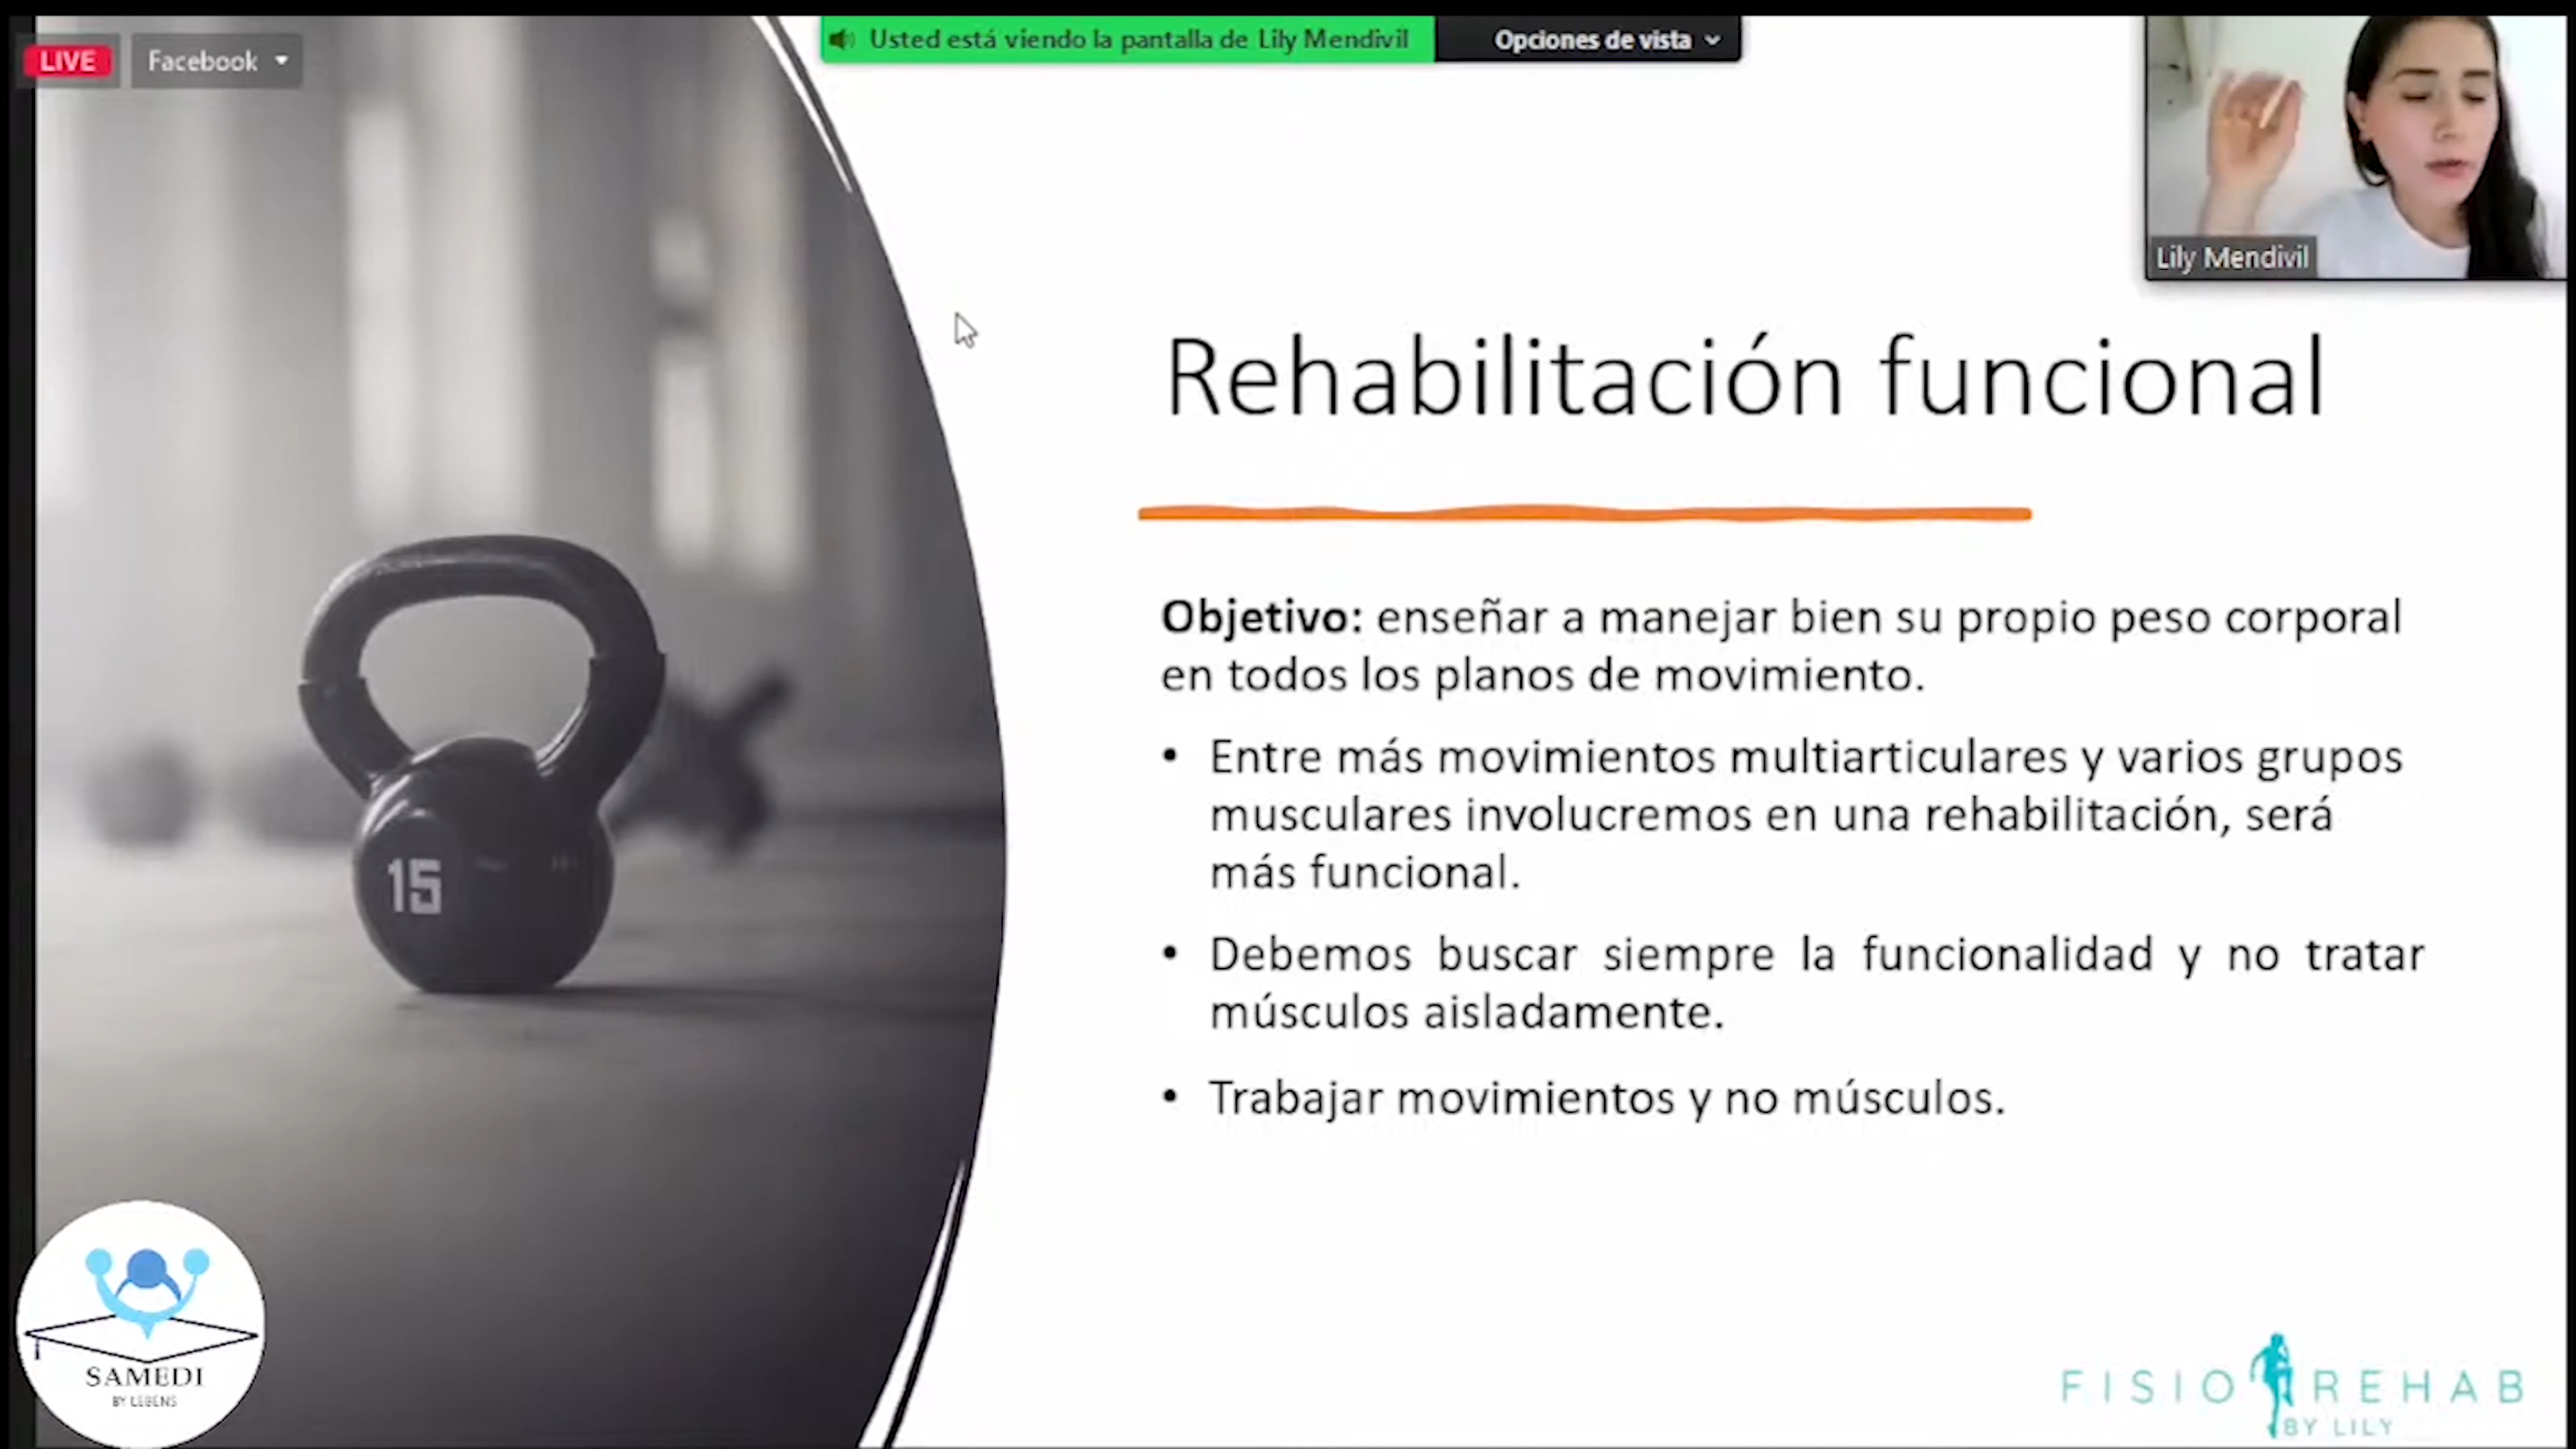 LIVE
Facebook
Usted está viendo la pantalla de Lily Mendivil
Opciones de vista
Lily Mendivil
Rehabilitación funcional
Objetivo: enseñar a manejar bien su propio peso corporal
en todos los planos de movimiento.
• Entre más movimientos multiarticulares y varios grupos
musculares involucremos en una rehabilitación, será
más funcional.
• Debemos buscar siempre la funcionalidad y no tratar
músculos aisladamente.
• Trabajar movimientos y no músculos.
15
SAMEDI
BY LEBENS
FISIO REHAB
BY LILY